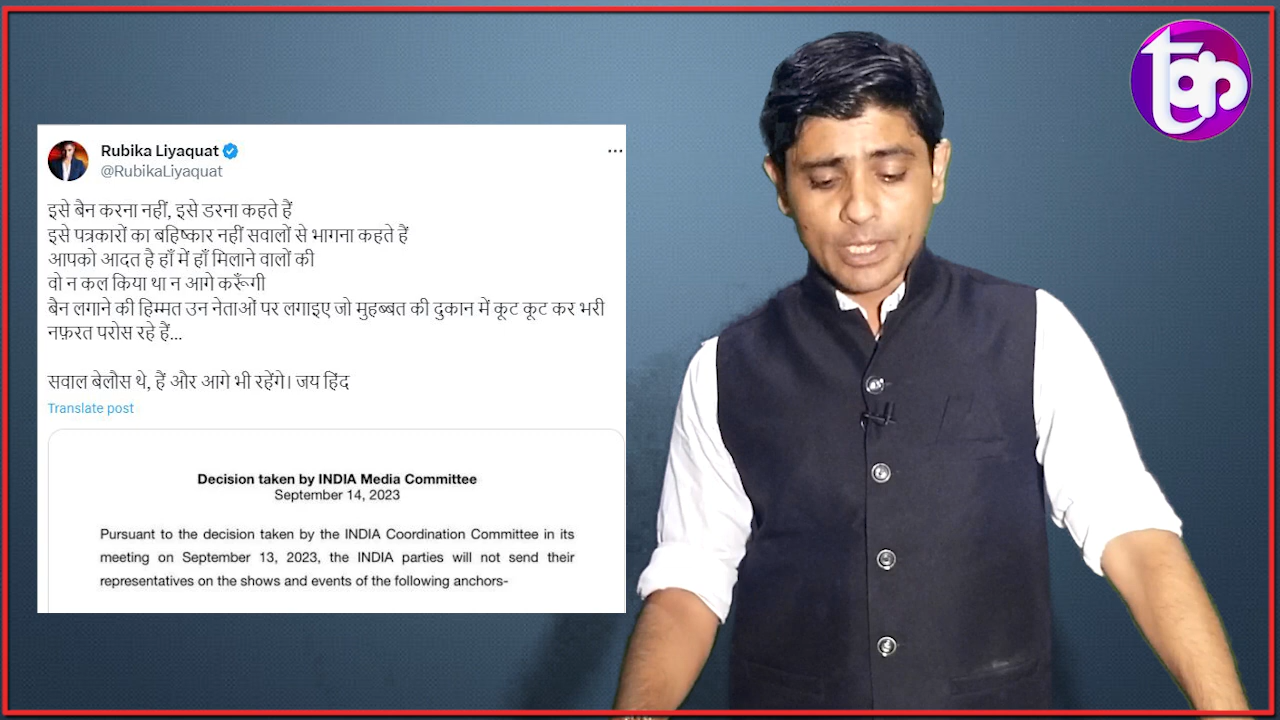 Rubika Liyaquat
@RubikaLiyaquat
इसे बैन करना नहीं, इसे डरना कहते हैं
इसे पत्रकारों का बहिष्कार नहीं सवालों से भागना कहते हैं
आपको आदत है हाँ में हाँ मिलाने वालों की
वो न कल किया था न आगे करूँगी
बैन लगाने की हिम्मत उन नेताओं पर लगाइए जो मुहब्बत की दुकान में कूट कूट कर भरी
नफ़रत परोस रहे हैं...
सवाल बेलौस थे, हैं और आगे भी रहेंगे। जय हिंद
Translate post
Decision taken by INDIA Media Committee
September 14, 2023
Pursuant to the decision taken by the INDIA Coordination Committee in its
meeting on September 13, 2023, the INDIA parties will not send their
representatives on the shows and events of the following anchors-